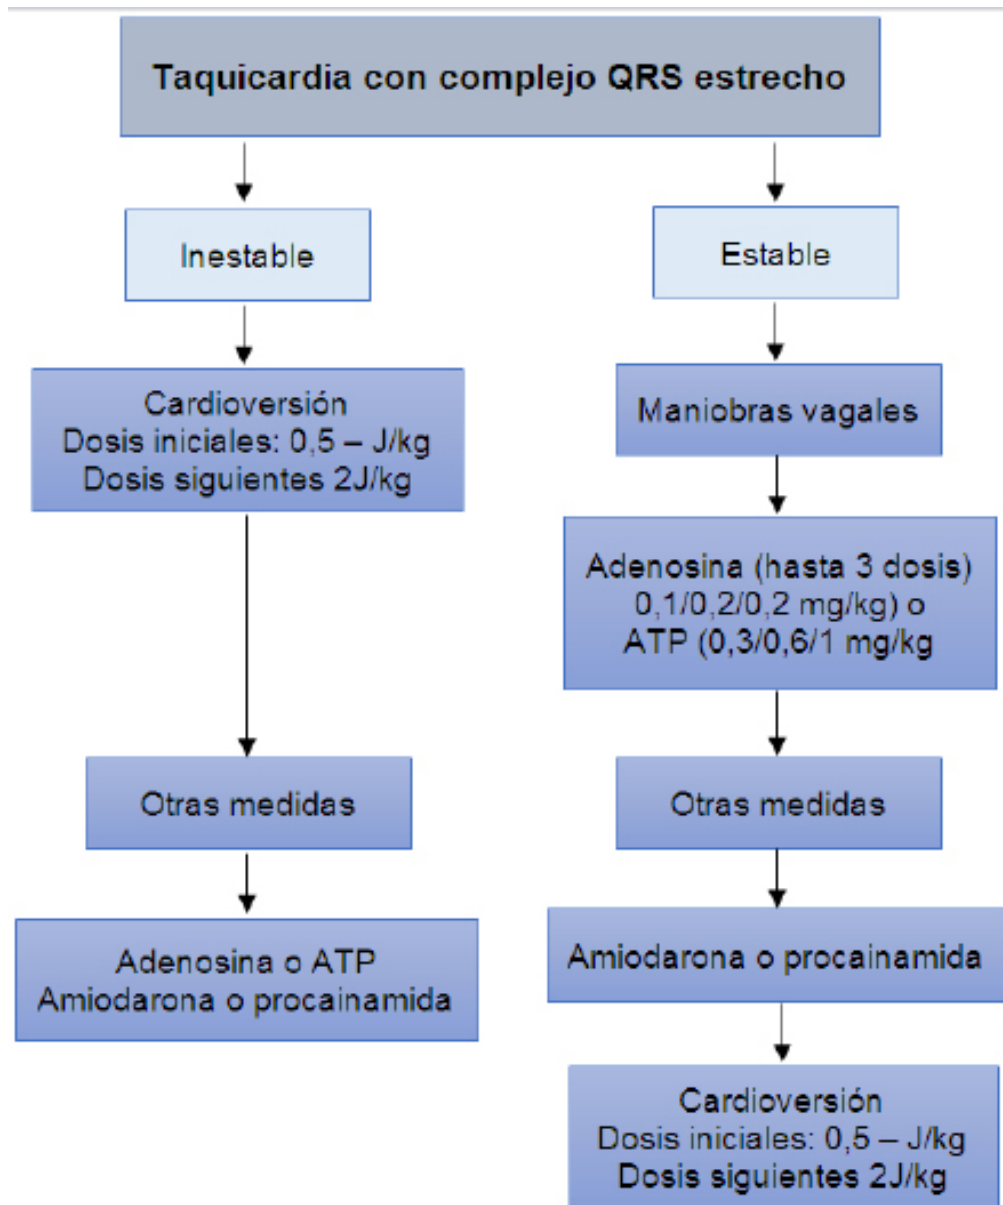 Taquicardia con complejo QRS estrecho
Inestable
Cardioversión
Dosis iniciales: 0,5 – J/kg
Dosis siguientes 2J/kg
Otras medidas
Adenosina o ATP
Amiodarona o procainamida
Estable
Maniobras vagales
Adenosina (hasta 3 dosis)
0,1/0,2/0,2 mg/kg) o
ATP (0,3/0,6/1 mg/kg
Otras medidas
Amiodarona o procainamida
Cardioversión
Dosis iniciales: 0,5 – J/kg
Dosis siguientes 2J/kg